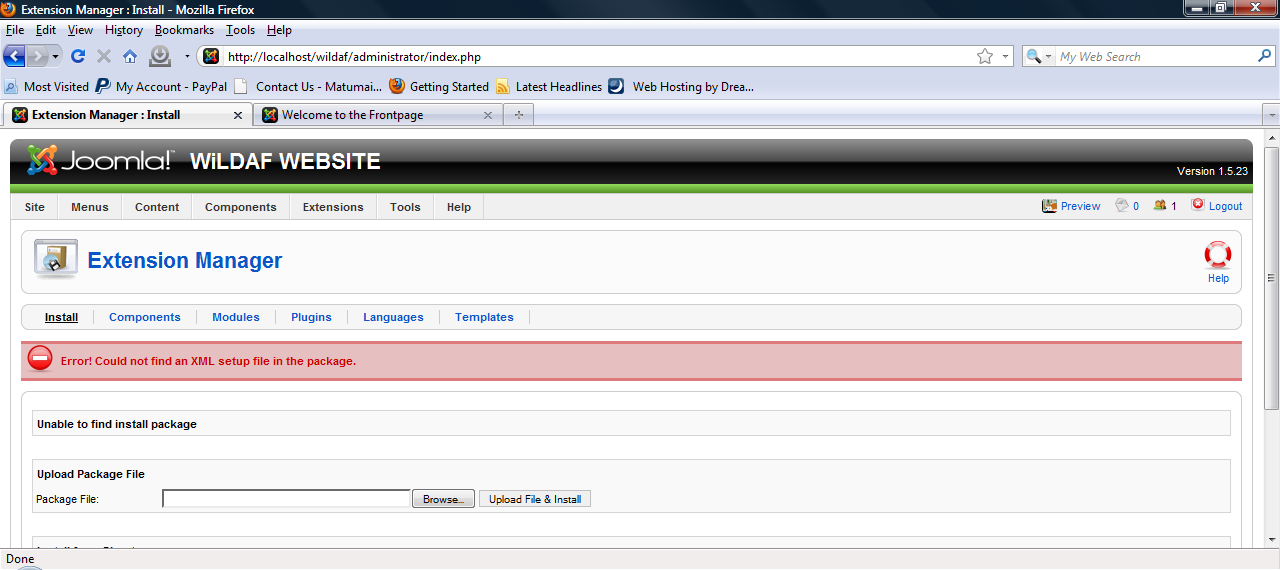 Extension Manager : Install - Mozilla Firefox
File Edit View History Bookmarks Tools Help
http://localhost/wildaf/administrator/index.php My Web Search
Most Visited My Account - PayPal Contact Us - Matumai... Getting Started Latest Headlines Web Hosting by Drea...
Extension Manager : Install Welcome to the Frontpage
Joomla!™ WiLDAF WEBSITE
Version 1.5.23
Site Menus Content Components Extensions Tools Help Preview 0 1 Logout
Extension Manager
Help
Install Components Modules Plugins Languages Templates
Error! Could not find an XML setup file in the package.
Unable to find install package
Upload Package File
Package File: Browse... Upload File & Install
Done